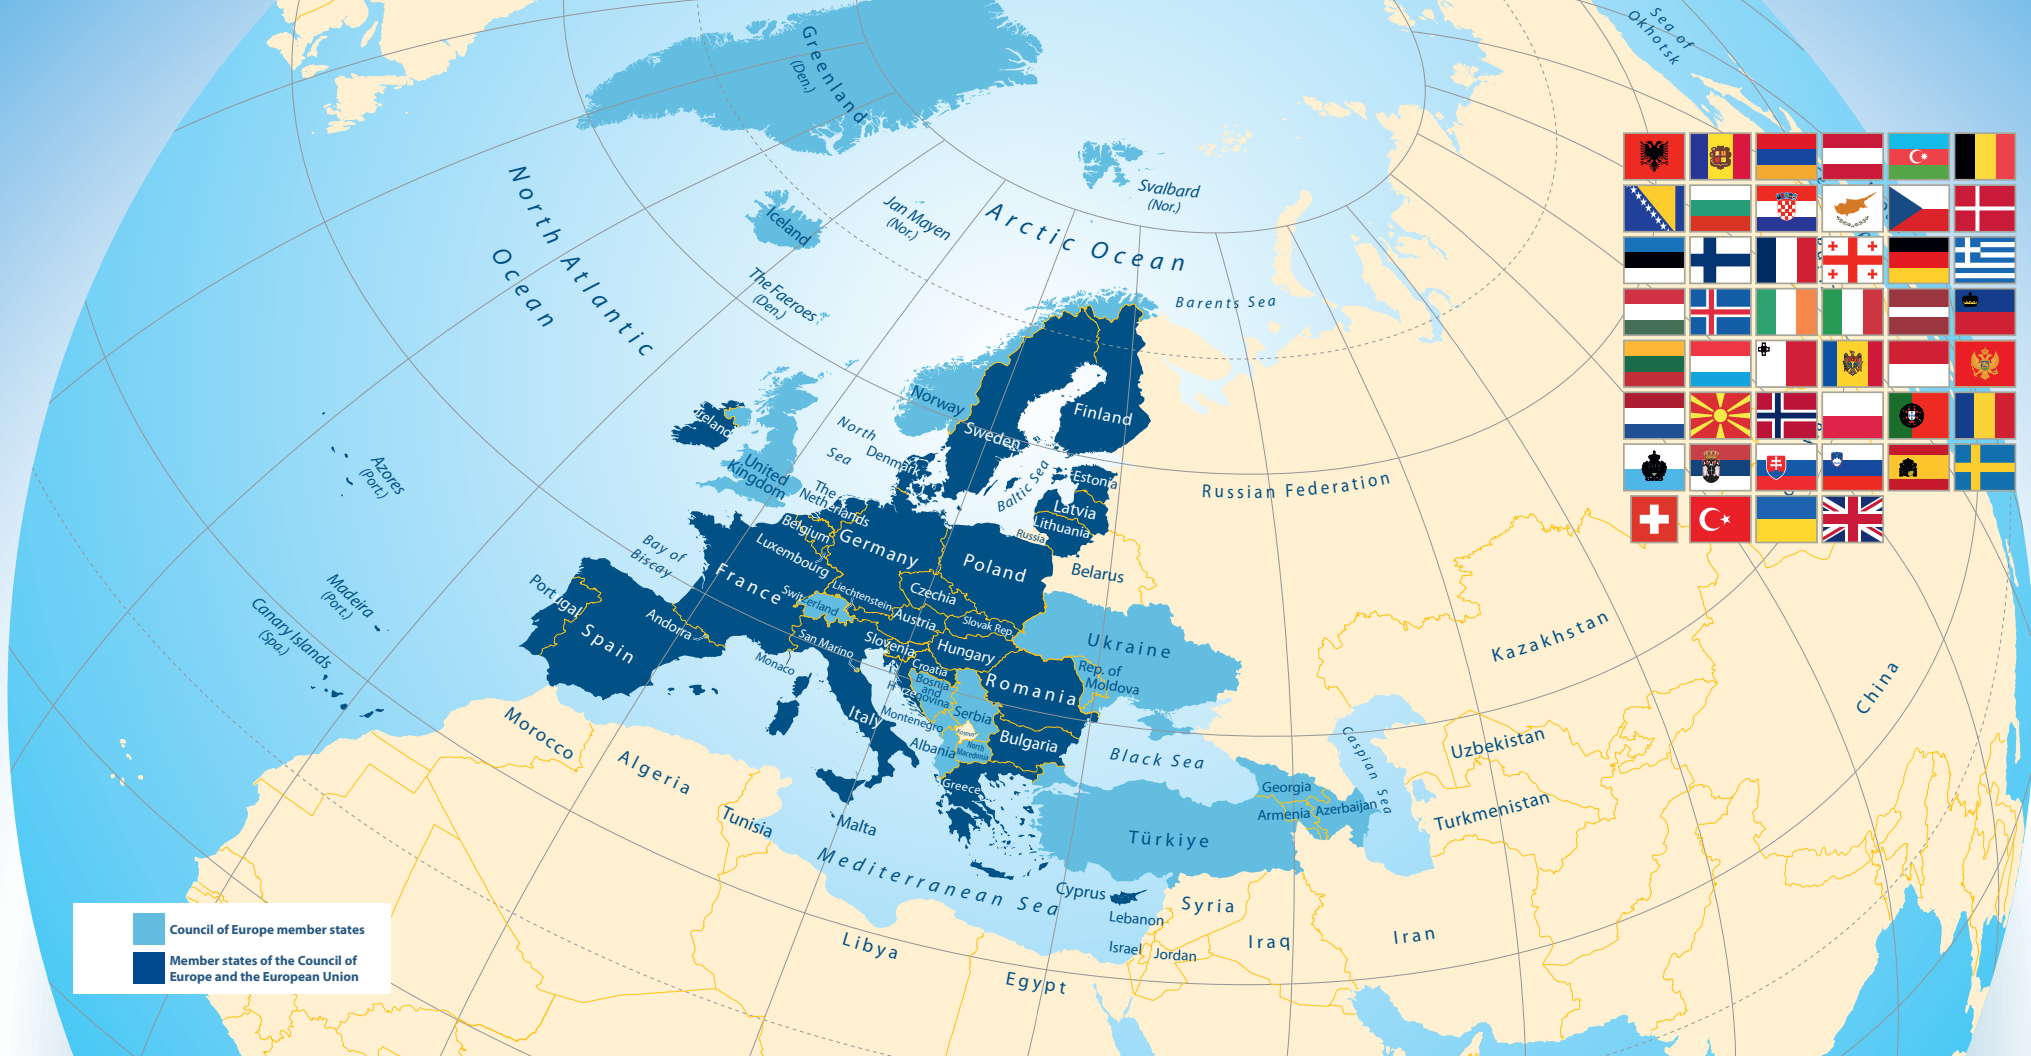 Sea of
Okhotsk
Greenland
(Den.)
Svalbard
(Nor.)
North Atlantic
Ocean
Jan Mayen
(Nor.)
Arctic Ocean
Iceland
The Faeroes
(Den.)
Barents Sea
Norway
Finland
Sweden
Ireland
North
Sea
Denmark
United
Kingdom
Baltic Sea
Estonia
Russian Federation
Azores
(Port.)
The
Netherlands
Latvia
Lithuania
Russia
Belgium
Germany
Luxembourg
Poland
Belarus
Bay of
Biscay
France
Switzerland
Liechtenstein
Czechia
Austria
Slovak Rep.
Madeira
(Port.)
Canary Islands
(Spa.)
Portugal
Spain
Andorra
San Marino
Monaco
Slovenia
Hungary
Croatia
Ukraine
Rep. of
Moldova
Kazakhstan
China
Bosnia
and
Herzegovina
Romania
Serbia
Montenegro
Kosovo*
Italy
Albania
North
Macedonia
Bulgaria
Black Sea
Caspian Sea
Uzbekistan
Morocco
Algeria
Tunisia
Greece
Georgia
Armenia
Azerbaijan
Turkmenistan
Malta
Türkiye
Mediterranean Sea
Cyprus
Syria
Lebanon
Israel
Jordan
Iraq
Iran
Libya
Egypt
Council of Europe member states
Member states of the Council of
Europe and the European Union